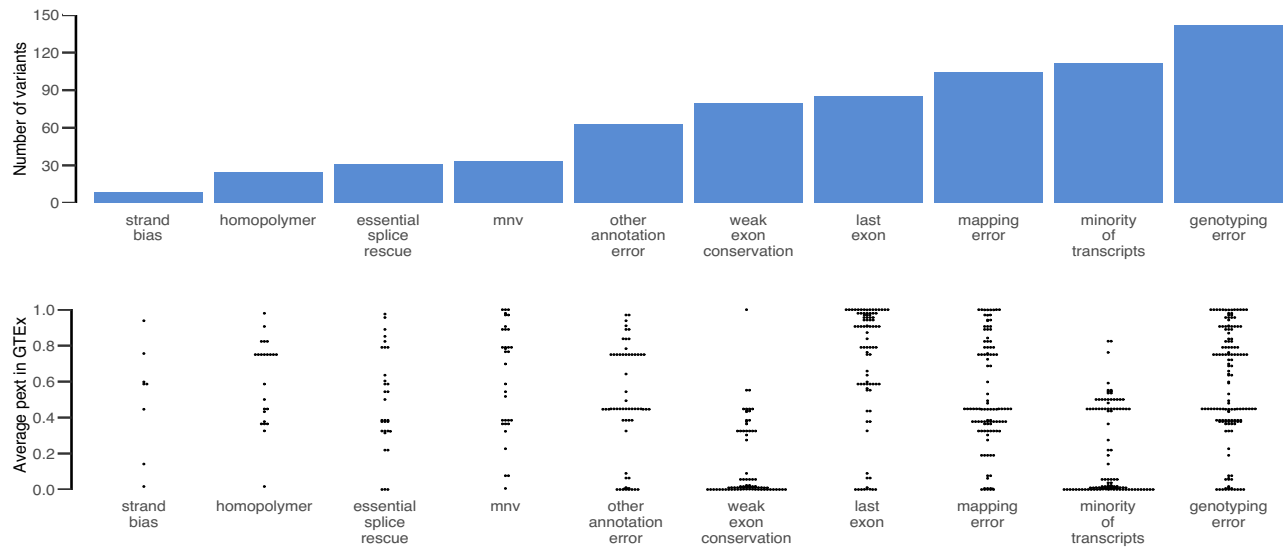 Number of variants
150
120
90
60
30
0
strand
bias
homopolymer
essential
splice
rescue
mnv
other
annotation
error
weak
exon
conservation
last
exon
mapping
error
minority
of
transcripts
genotyping
error
Average pext in GTEx
1.0
0.8
0.6
0.4
0.2
0.0
strand
bias
homopolymer
essential
splice
rescue
mnv
other
annotation
error
weak
exon
conservation
last
exon
mapping
error
minority
of
transcripts
genotyping
error